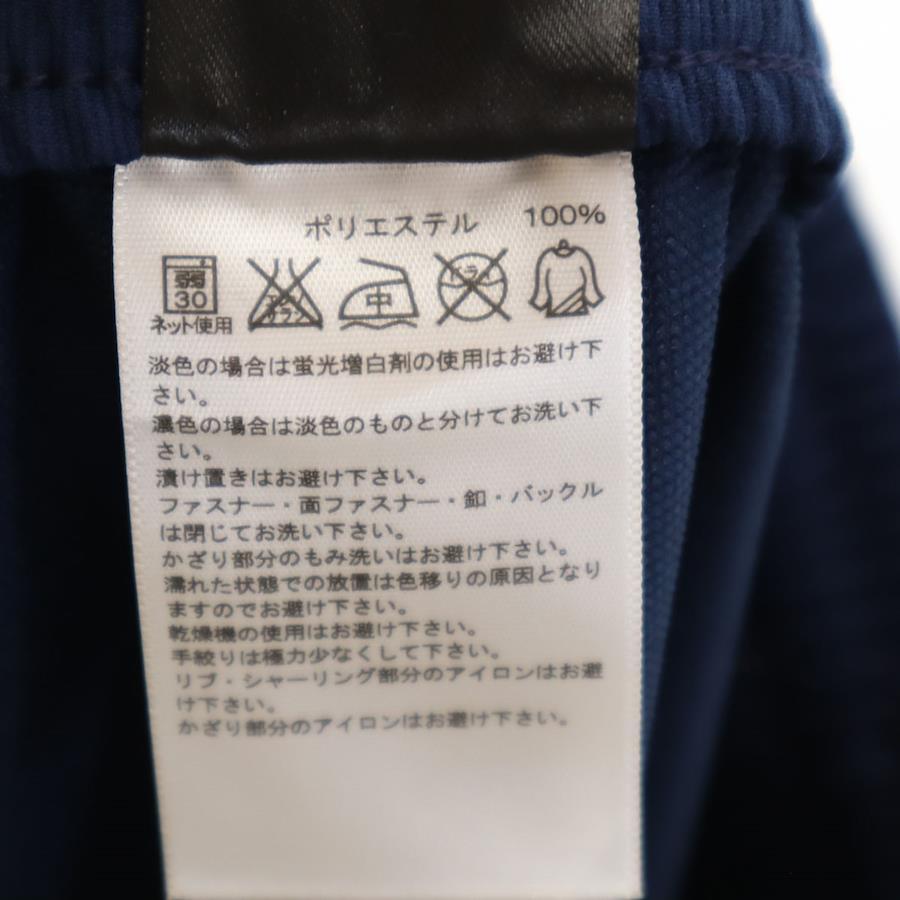 ポリエステル 100%
弱
30
エンソ
サラシ
中
ドライ
ネット使用
淡色の場合は蛍光増白剤の使用はお避け下
さい。
濃色の場合は淡色のものと分けてお洗い下
さい。
漬け置きはお避け下さい。
ファスナー・面ファスナー・釦・バックル
は閉じてお洗い下さい。
かざり部分のもみ洗いはお避け下さい。
濡れた状態での放置は色移りの原因となり
ますのでお避け下さい。
乾燥機の使用はお避け下さい。
手絞りは極力少なくして下さい。
リブ・シャーリング部分のアイロンはお避
け下さい。
かざり部分のアイロンはお避け下さい。